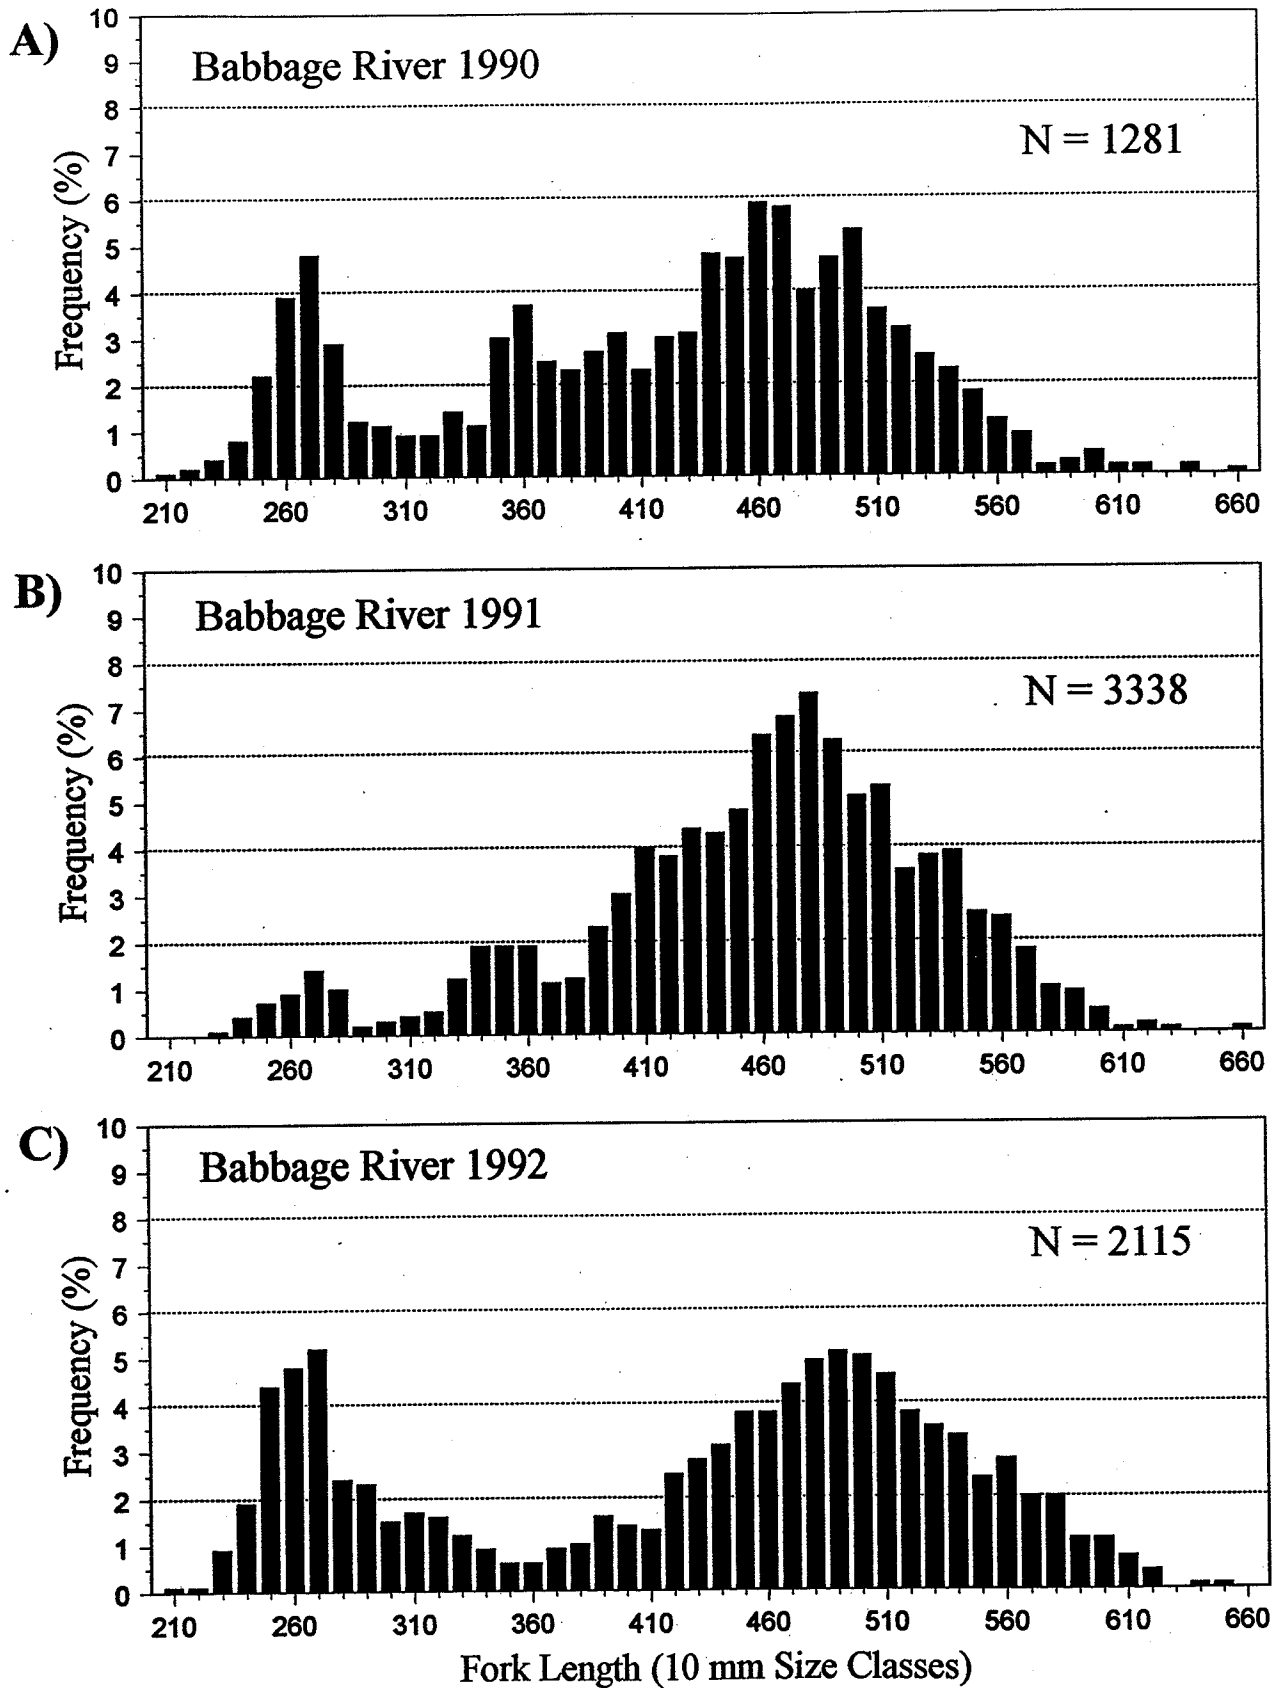 A)
Babbage River 1990
N = 1281
Frequency (%)
10
9
8
7
6
5
4
3
2
1
0
210 260 310 360 410 460 510 560 610 660
B)
Babbage River 1991
N = 3338
Frequency (%)
10
9
8
7
6
5
4
3
2
1
0
210 260 310 360 410 460 510 560 610 660
C)
Babbage River 1992
N = 2115
Frequency (%)
10
9
8
7
6
5
4
3
2
1
0
210 260 310 360 410 460 510 560 610 660
Fork Length (10 mm Size Classes)